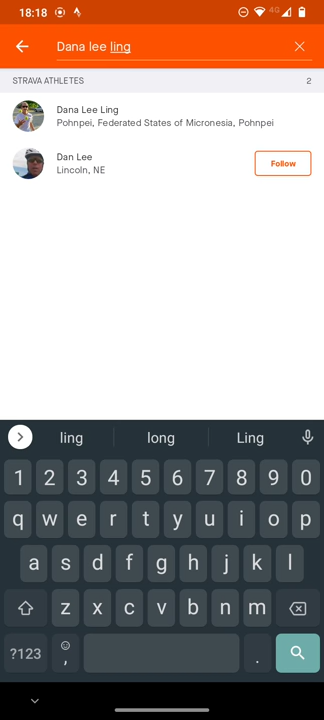 18:18 4G
Dana lee ling
STRAVA ATHLETES 2
Dana Lee Ling
Pohnpei, Federated States of Micronesia, Pohnpei
Dan Lee
Lincoln, NE
Follow
ling long Ling
1 2 3 4 5 6 7 8 9 0
q w e r t y u i o p
a s d f g h j k l
z x c v b n m
?123 , .